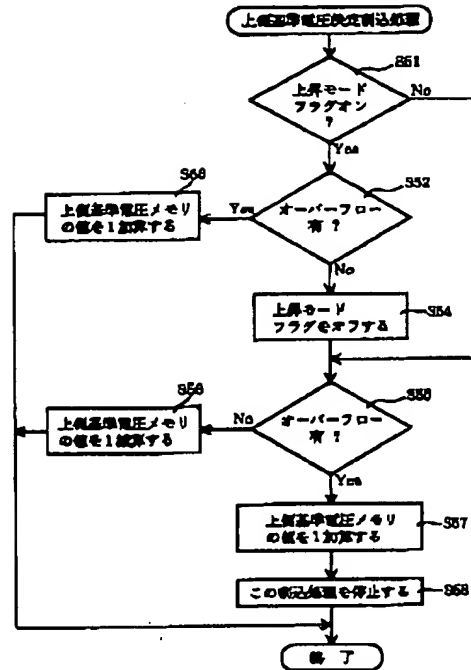 上側基準電圧決定割込処理
S51
上昇モード
フラグオン
?
No
Yes
S52
オーバーフロー
有?
Yes
S53
上側基準電圧メモリ
の値を1加算する
No
S54
上昇モード
フラグをオフする
S55
オーバーフロー
有?
No
S56
上側基準電圧メモリ
の値を1減算する
Yes
上側基準電圧メモリ
の値を1加算する
S57
この割込処理を停止する
S58
終了